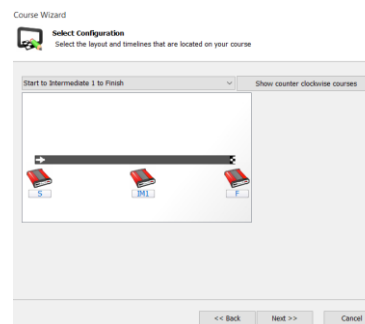 Course Wizard
Select Configuration
Select the layout and timelines that are located on your course
Start to Intermediate 1 to Finish
Show counter clockwise courses
S
IM1
F
<< Back
Next >>
Cancel